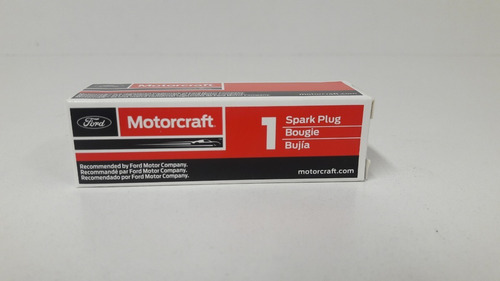 Ford
Motorcraft
1
Spark Plug
Bougie
Bujía
Recommended by Ford Motor Company.
Recommandé par Ford Motor Company.
Recomendado por Ford Motor Company.
motorcraft.com